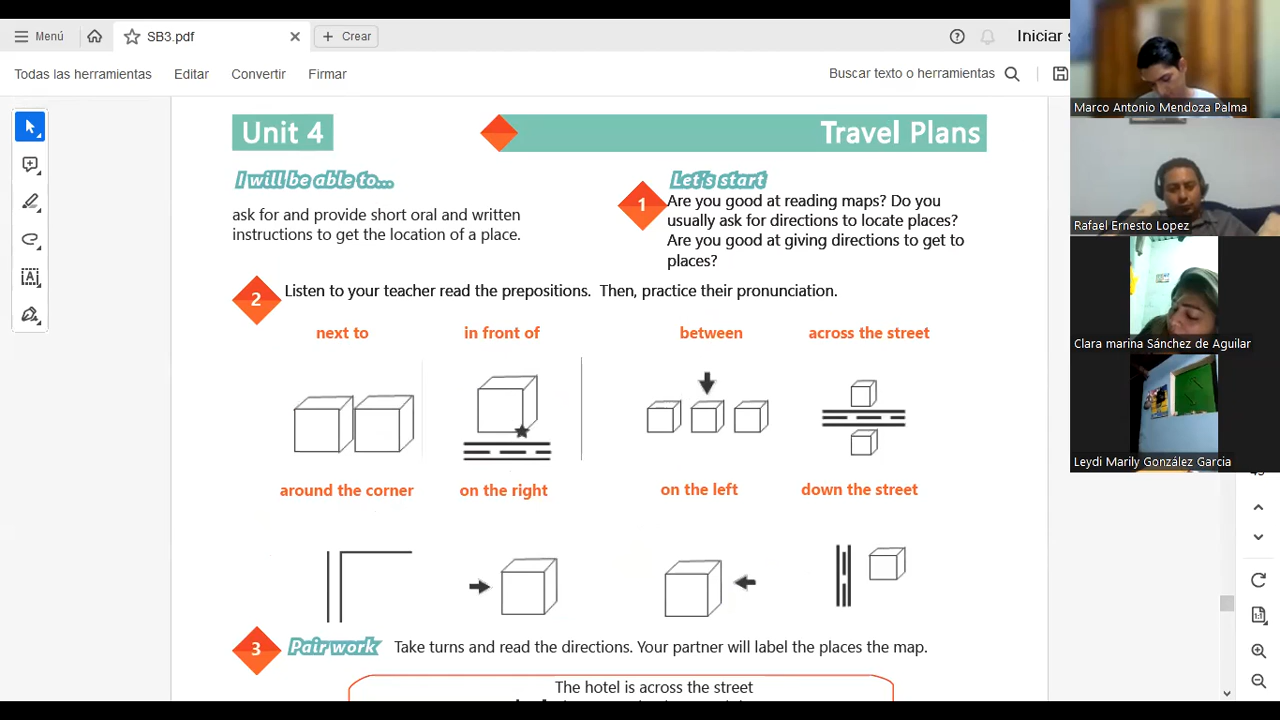 Menú
SB3.pdf
Crear
Iniciar s
Todas las herramientas
Editar
Convertir
Firmar
Buscar texto o herramientas
Unit 4
Travel Plans
I will be able to...
ask for and provide short oral and written
instructions to get the location of a place.
Let's start
1
Are you good at reading maps? Do you
usually ask for directions to locate places?
Are you good at giving directions to get to
places?
2
Listen to your teacher read the prepositions. Then, practice their pronunciation.
next to
in front of
between
across the street
around the corner
on the right
on the left
down the street
3
Pair work
Take turns and read the directions. Your partner will label the places the map.
The hotel is across the street
Marco Antonio Mendoza Palma
Rafael Ernesto Lopez
Clara marina Sánchez de Aguilar
Leydi Marily González Garcia